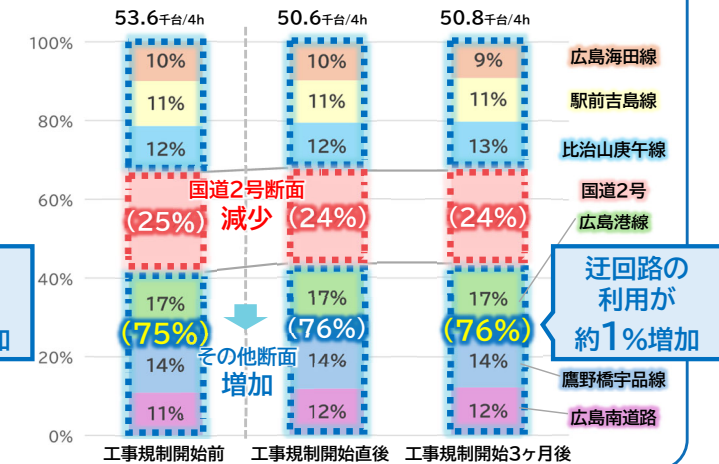 53.6千台/4h
50.6千台/4h
50.8千台/4h
100%
80%
60%
40%
20%
0%
10%
11%
12%
(25%)
17%
(75%)
14%
11%
10%
11%
12%
(24%)
17%
(76%)
14%
12%
9%
11%
13%
(24%)
17%
(76%)
14%
12%
国道2号断面
減少
その他断面
増加
広島海田線
駅前吉島線
比治山庚午線
国道2号
広島港線
鷹野橋宇品線
広島南道路
迂回路の
利用が
約1%増加
加
工事規制開始前
工事規制開始直後
工事規制開始3ヶ月後